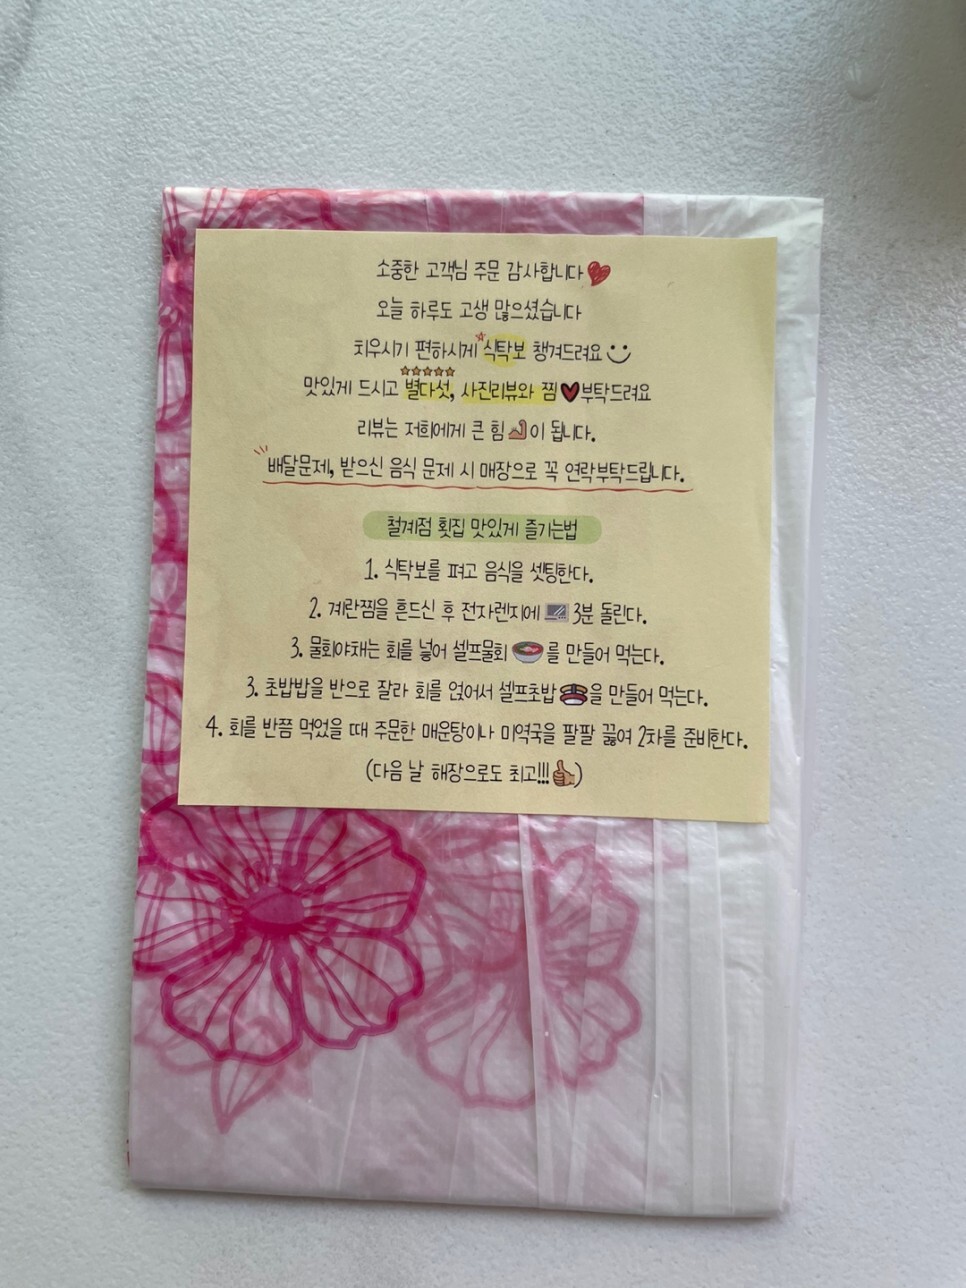 소중한 고객님 주문 감사합니다
오늘 하루도 고생 많으셨습니다
치우시기 편하시게 식탁보 챙겨드려요
맛있게 드시고 별다섯, 사진리뷰와 찜 부탁드려요
리뷰는 저희에게 큰 힘이 됩니다.
배달문제, 받으신 음식 문제 시 매장으로 꼭 연락부탁드립니다.
철계점 횟집 맛있게 즐기는법
1. 식탁보를 펴고 음식을 셋팅한다.
2. 계란찜을 흔드신 후 전자렌지에 3분 돌린다.
3. 물회야채는 회를 넣어 셀프물회를 만들어 먹는다.
3. 초밥밥을 반으로 잘라 회를 얹어서 셀프초밥을 만들어 먹는다.
4. 회를 반쯤 먹었을 때 주문한 매운탕이나 미역국을 팔팔 끓여 2차를 준비한다.
(다음 날 해장으로도 최고!!!)